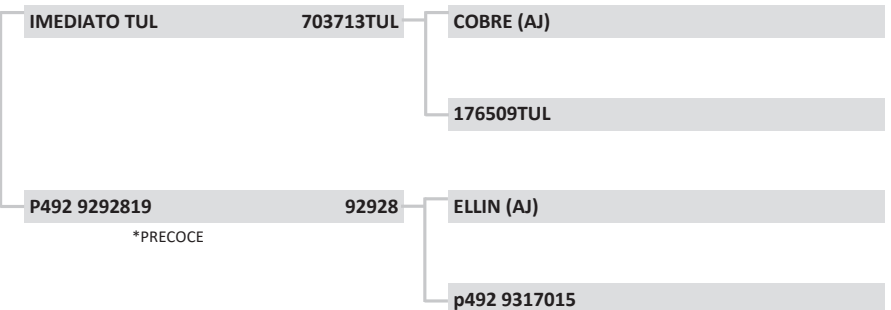 IMEDIATO TUL 703713TUL COBRE (AJ)
176509TUL
P492 9292819 92928 ELLIN (AJ)
*PRECOCE
p492 9317015